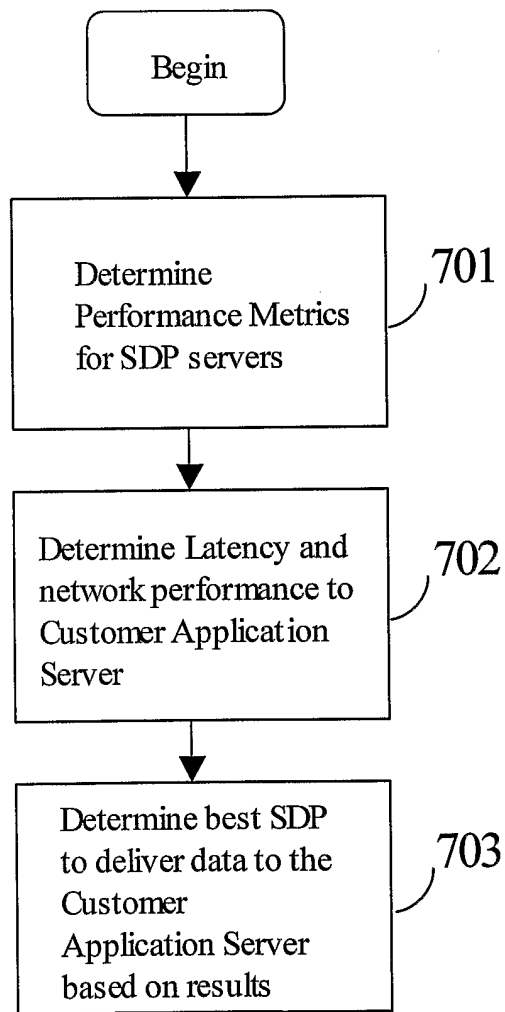 Begin
Determine
Performance Metrics
for SDP servers
701
Determine Latency and
network performance to
Customer Application
Server
702
Determine best SDP
to deliver data to the
Customer
Application Server
based on results
703